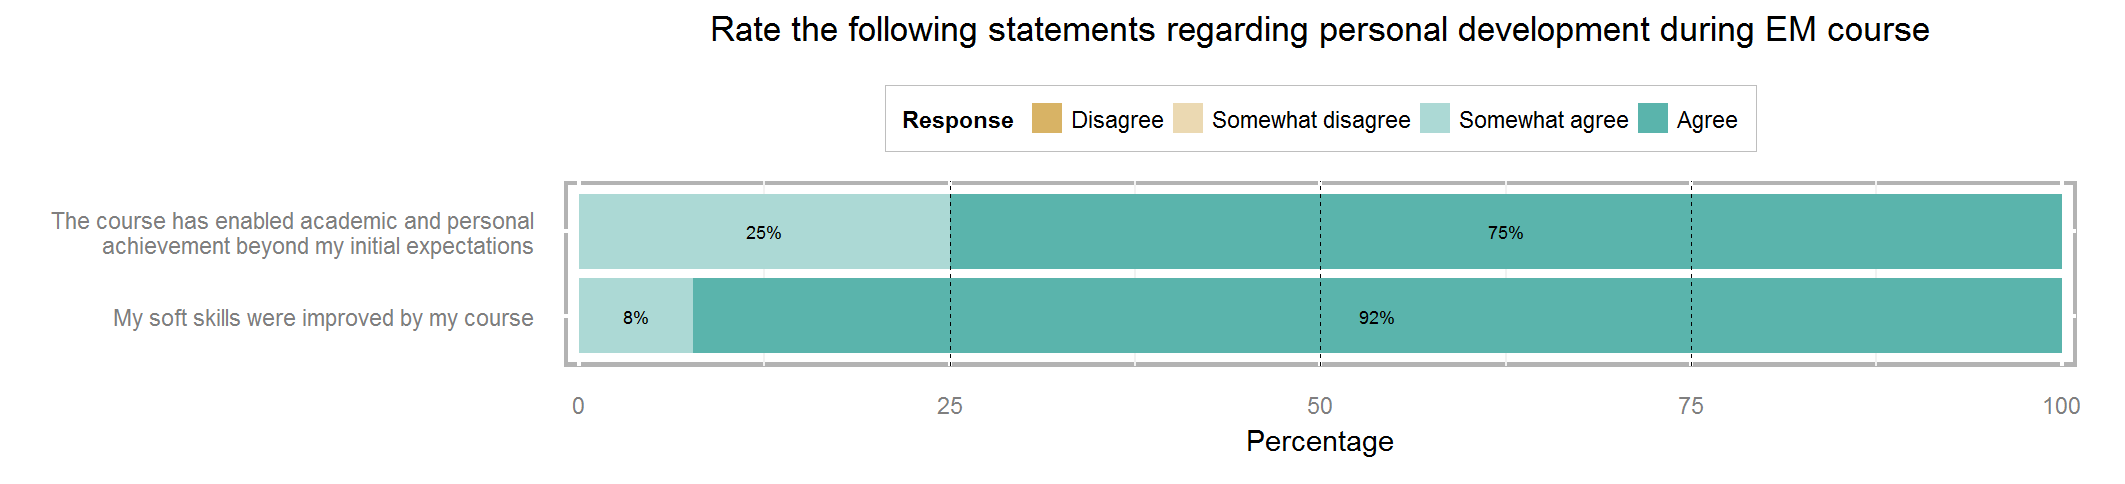 Rate the following statements regarding personal development during EM course
Response Disagree Somewhat disagree Somewhat agree Agree
The course has enabled academic and personal
achievement beyond my initial expectations
25% 75%
My soft skills were improved by my course
8% 92%
0 25 50 75 100
Percentage